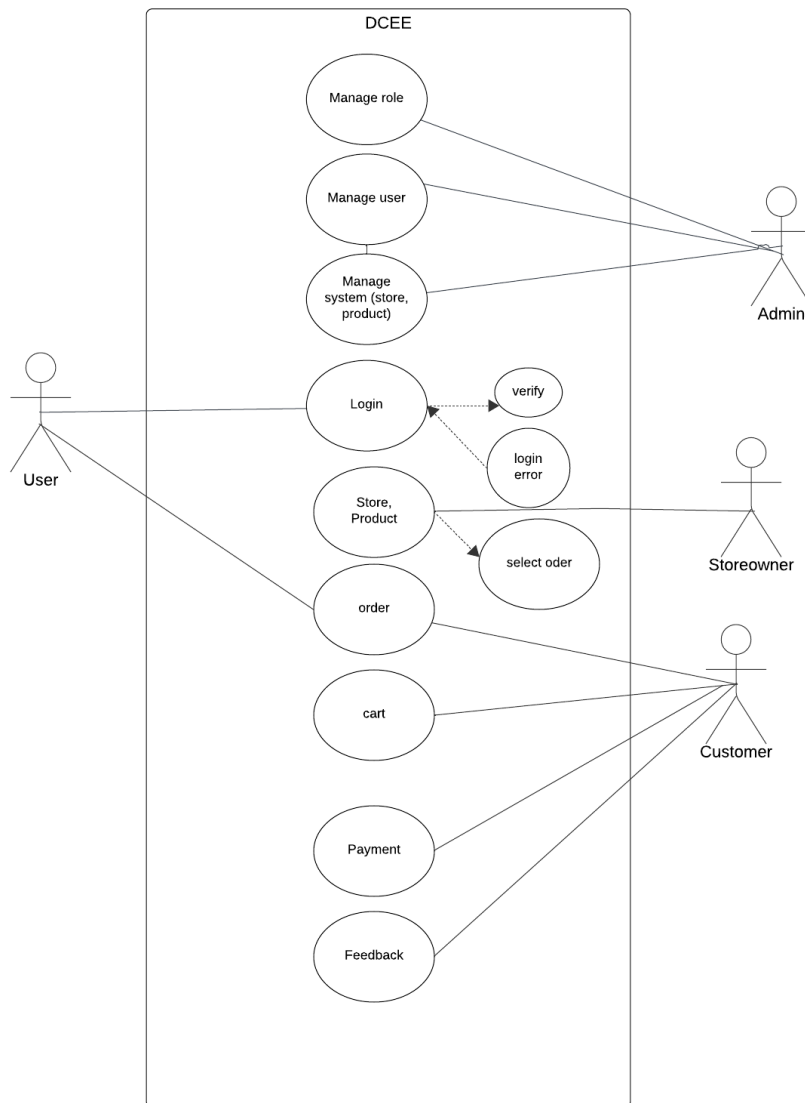 DCEE
Manage role
Manage user
Manage
system (store,
product)
Admin
Login
verify
login
error
User
Store,
Product
select oder
Storeowner
order
cart
Customer
Payment
Feedback